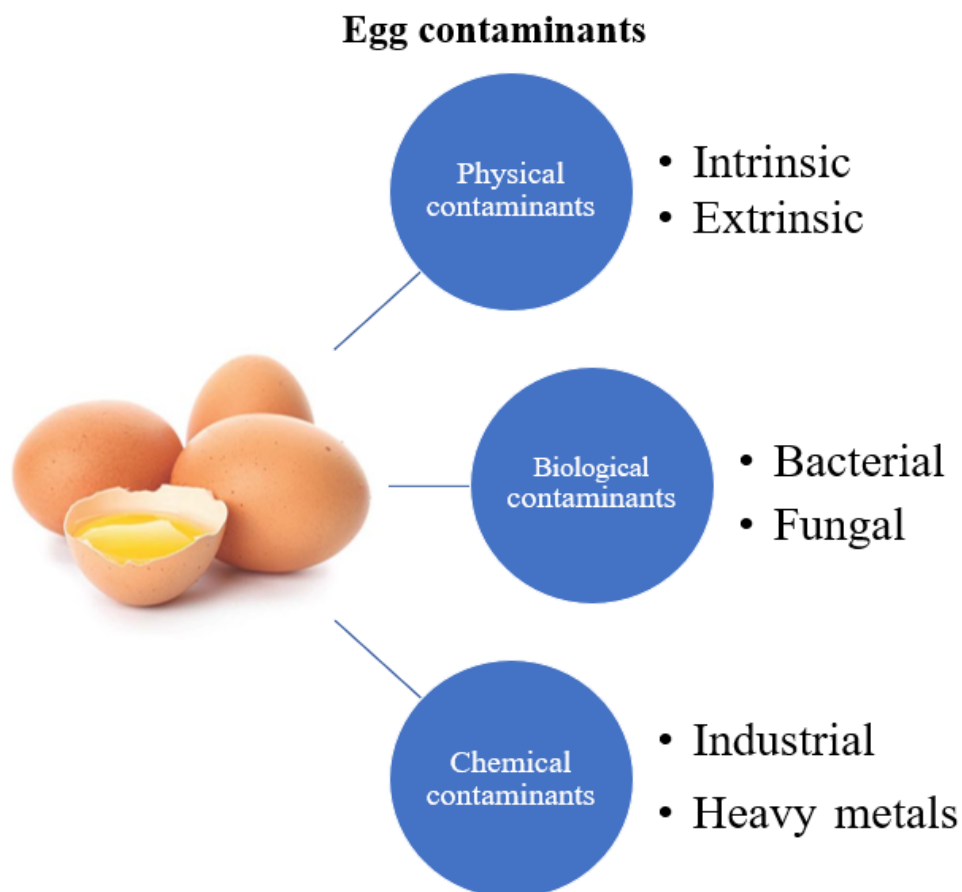 Egg contaminants
Physical
contaminants
• Intrinsic
• Extrinsic
Biological
contaminants
• Bacterial
• Fungal
Chemical
contaminants
• Industrial
• Heavy metals